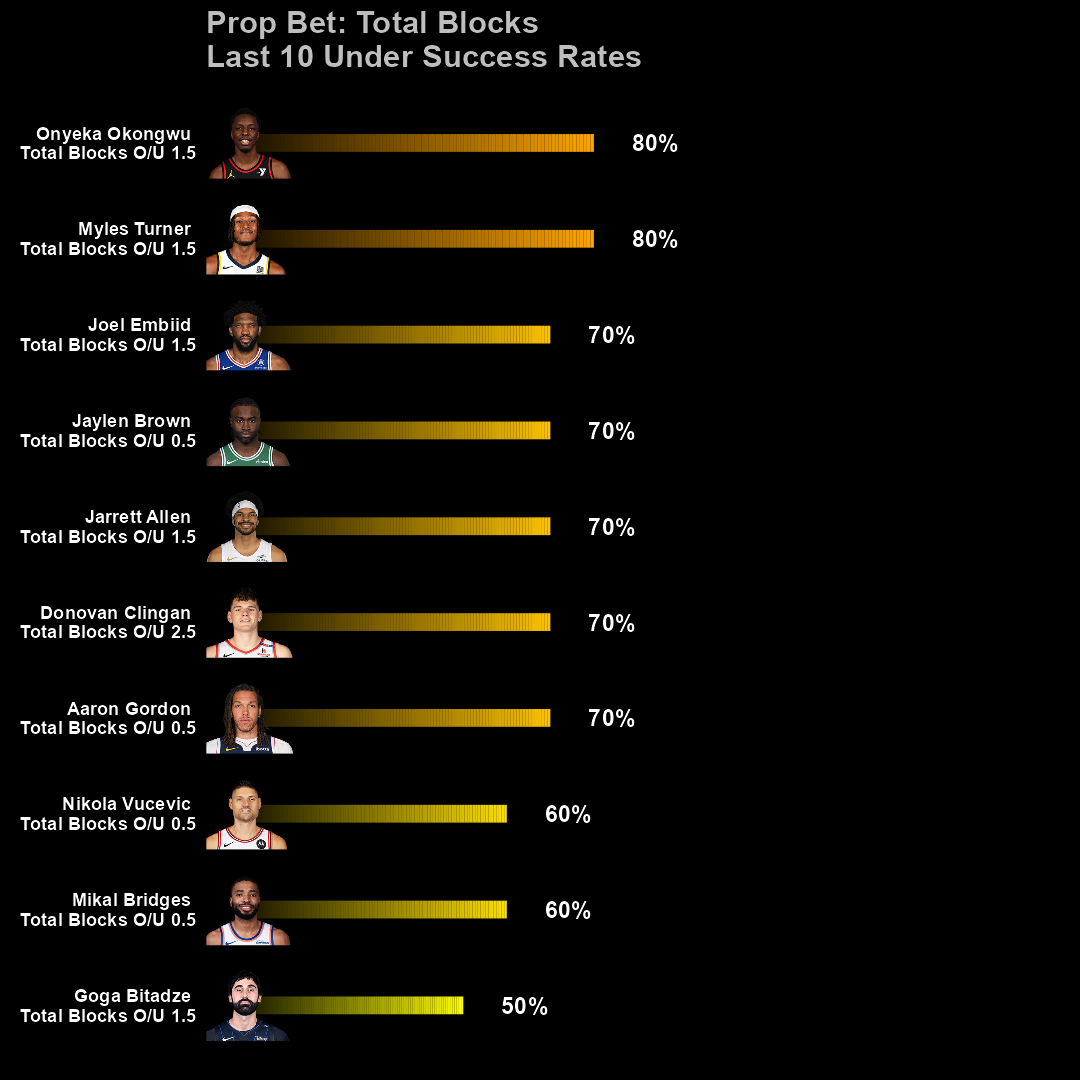 Prop Bet: Total Blocks
Last 10 Under Success Rates
Onyeka Okongwu
Total Blocks O/U 1.5
80%
Myles Turner
Total Blocks O/U 1.5
80%
Joel Embiid
Total Blocks O/U 1.5
70%
Jaylen Brown
Total Blocks O/U 0.5
70%
Jarrett Allen
Total Blocks O/U 1.5
70%
Donovan Clingan
Total Blocks O/U 2.5
70%
Aaron Gordon
Total Blocks O/U 0.5
70%
Nikola Vucevic
Total Blocks O/U 0.5
60%
Mikal Bridges
Total Blocks O/U 0.5
60%
Goga Bitadze
Total Blocks O/U 1.5
50%